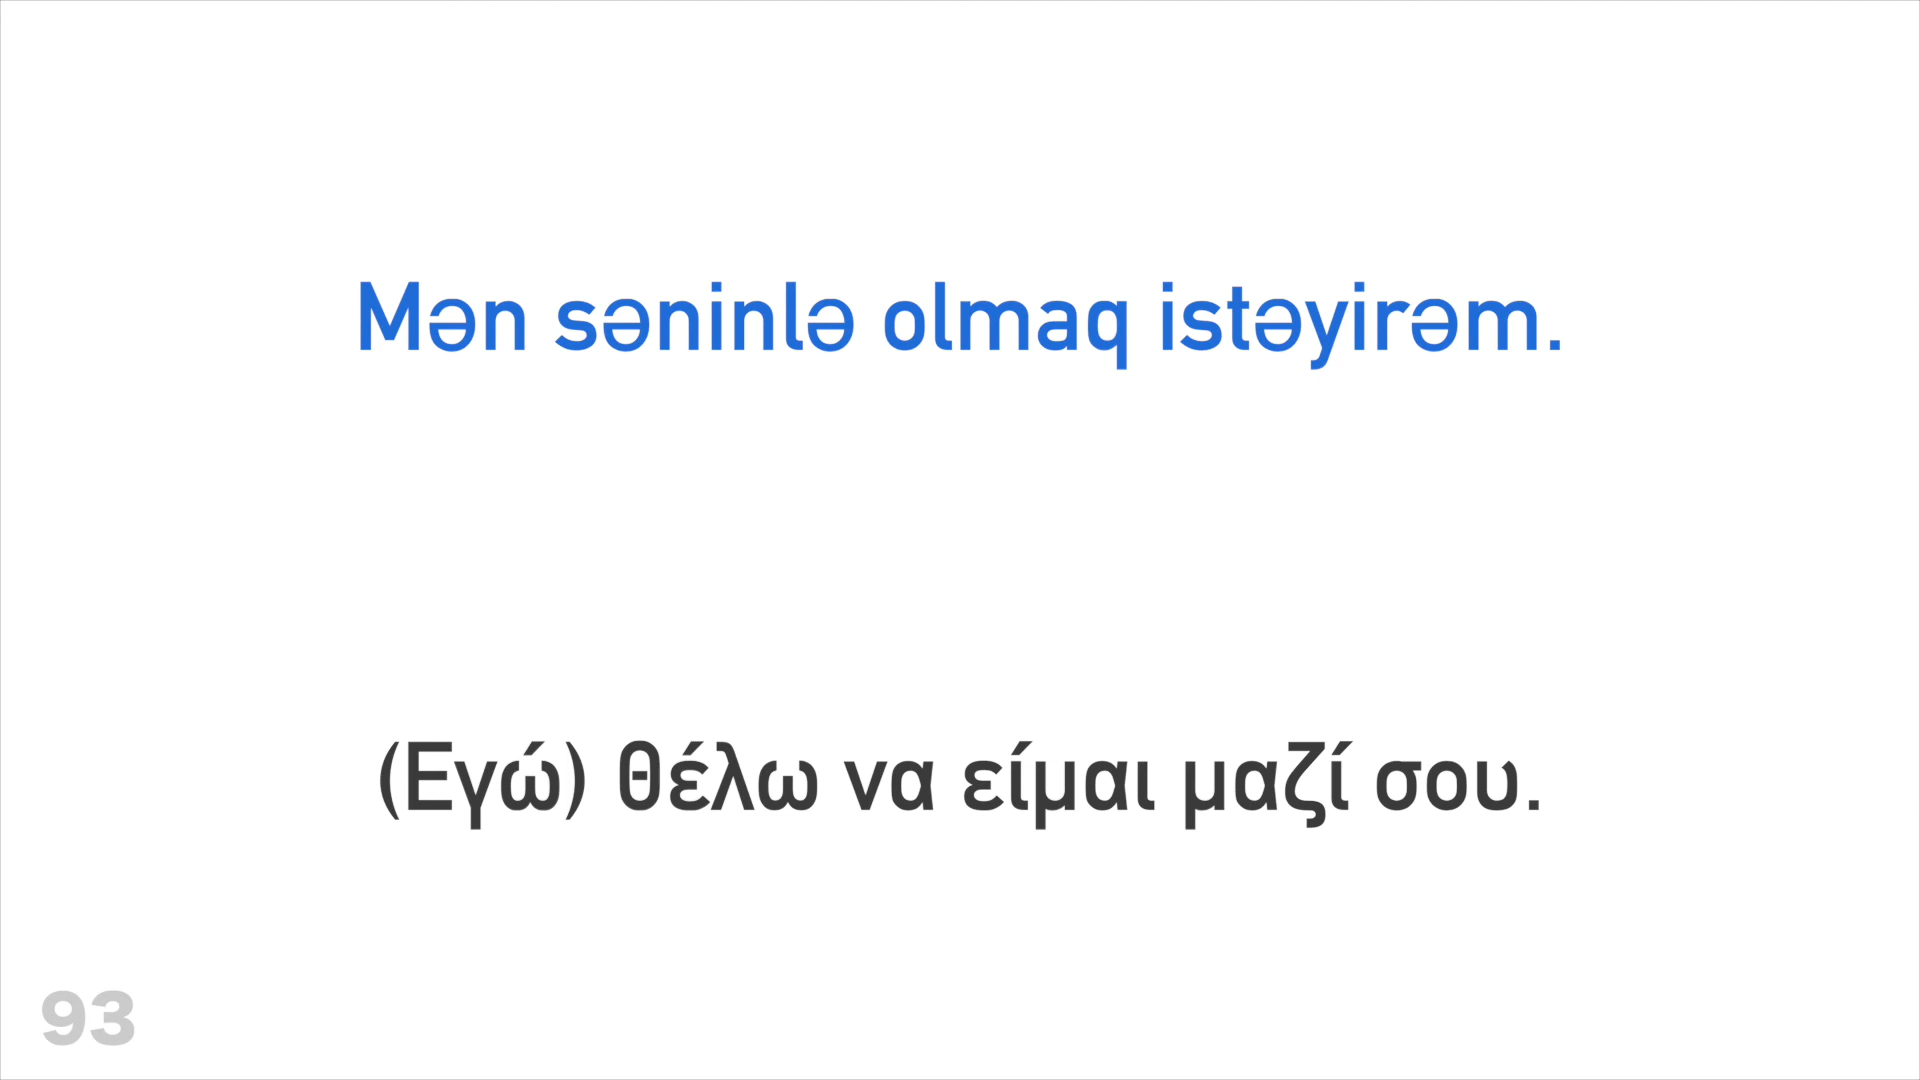 Mən səninlə olmaq istəyirəm.
(Εγώ) θέλω να είμαι μαζί σου.
93